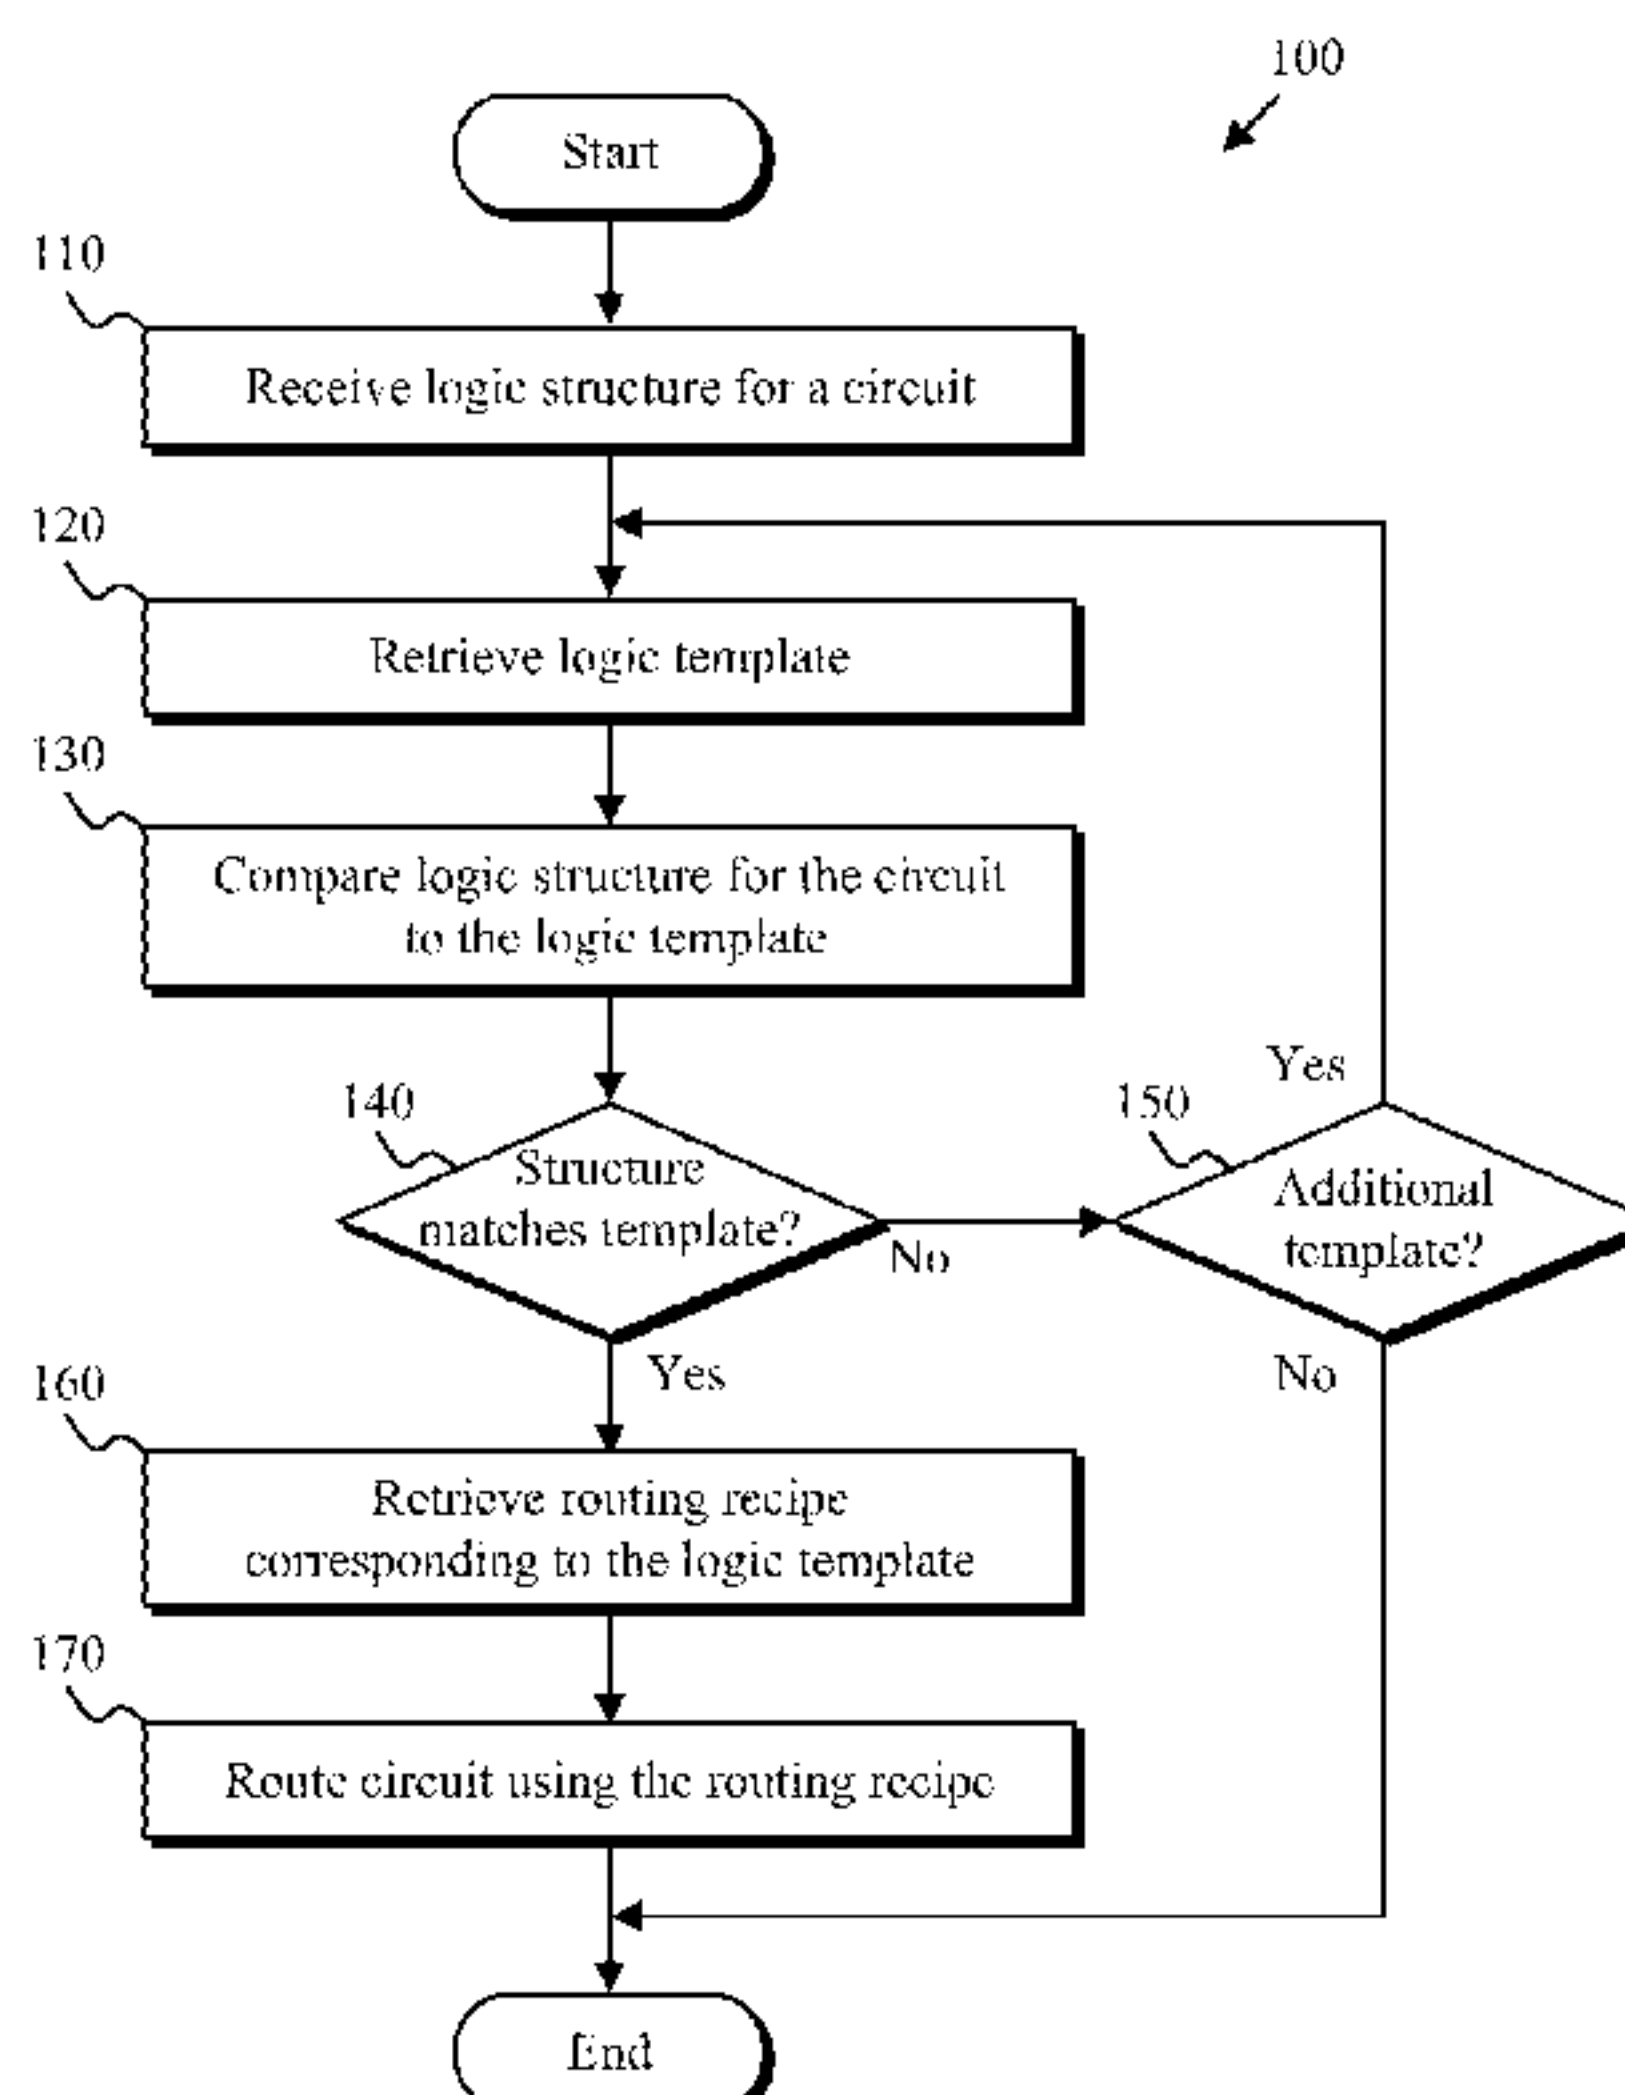 100
Start
110
Receive logic structure for a circuit
120
Retrieve logic template
130
Compare logic structure for the circuit
to the logic template
140
Structure
matches template?
No
Yes
150
Additional
template?
Yes
No
160
Retrieve routing recipe
corresponding to the logic template
170
Route circuit using the routing recipe
End